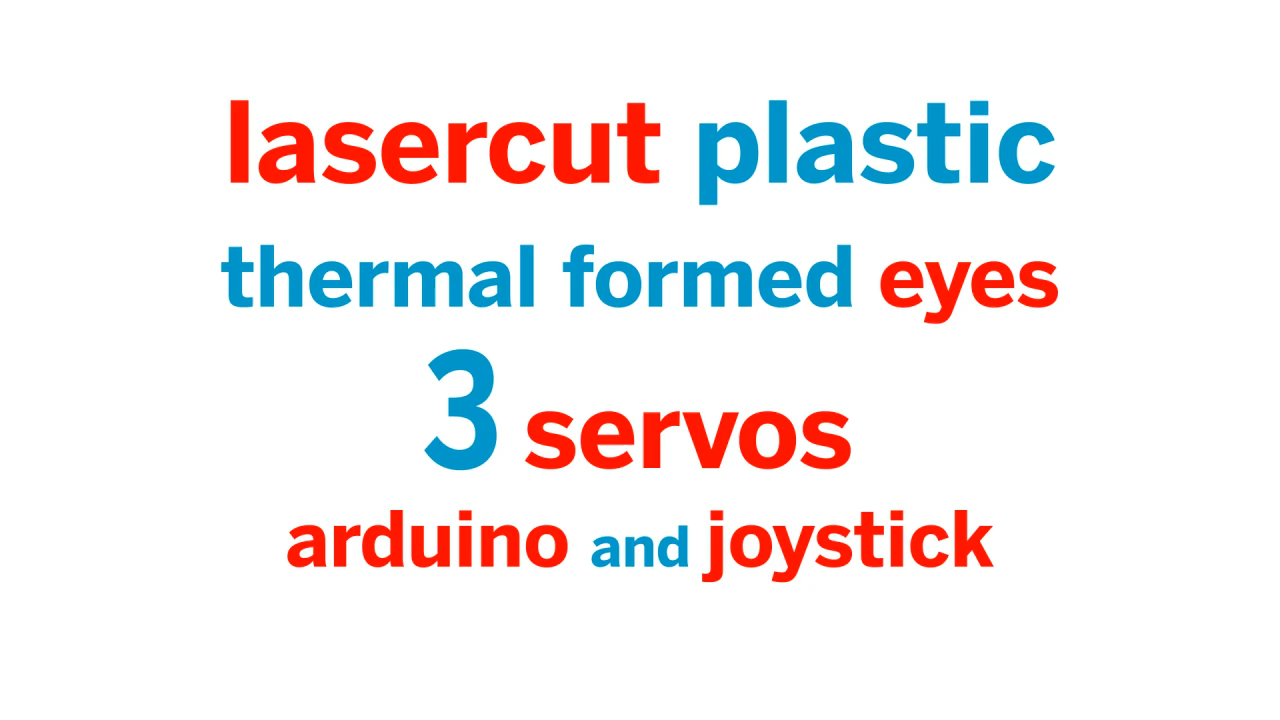 lasercut plastic
thermal formed eyes
3 servos
arduino and joystick